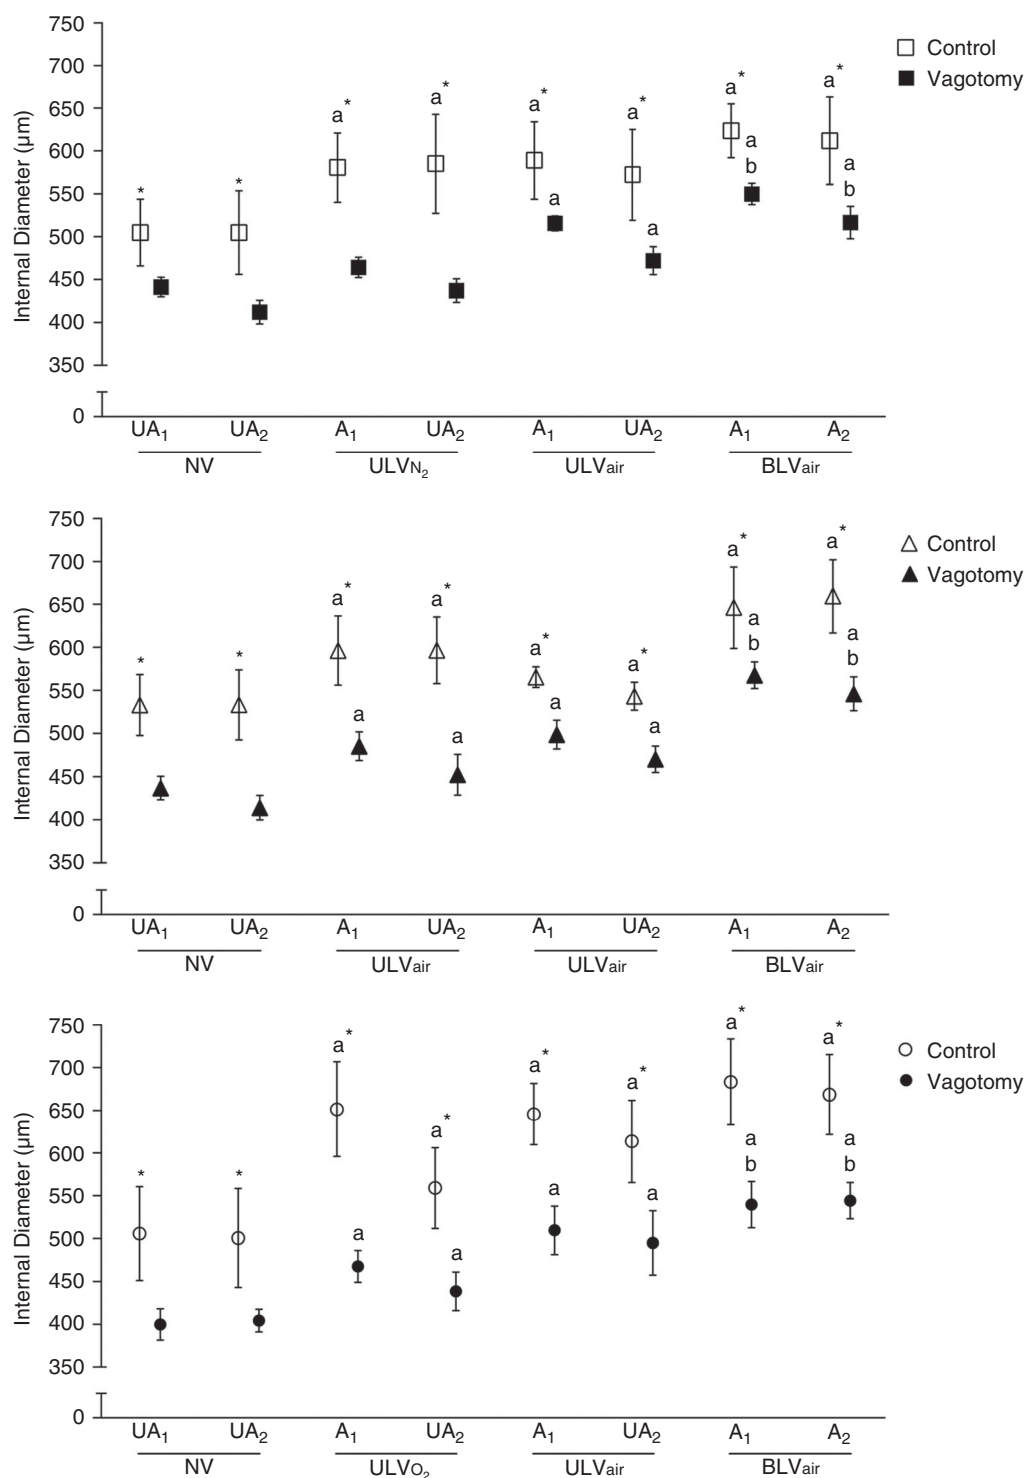 750
700
650
600
550
500
450
400
350
0
Internal Diameter (µm)
Control
Vagotomy
* * a* a* a* a* a* a*
a a a b a b
UA1 UA2 A1 UA2 A1 UA2 A1 A2
NV ULVN2 ULVair BLVair
750
700
650
600
550
500
450
400
350
0
Internal Diameter (µm)
Control
Vagotomy
* * a* a* a* a* a* a*
a a a a a b a b
UA1 UA2 A1 UA2 A1 UA2 A1 A2
NV ULVair ULVair BLVair
750
700
650
600
550
500
450
400
350
0
Internal Diameter (µm)
Control
Vagotomy
* * a* a* a* a* a* a*
a a a a a b a b
UA1 UA2 A1 UA2 A1 UA2 A1 A2
NV ULVO2 ULVair BLVair